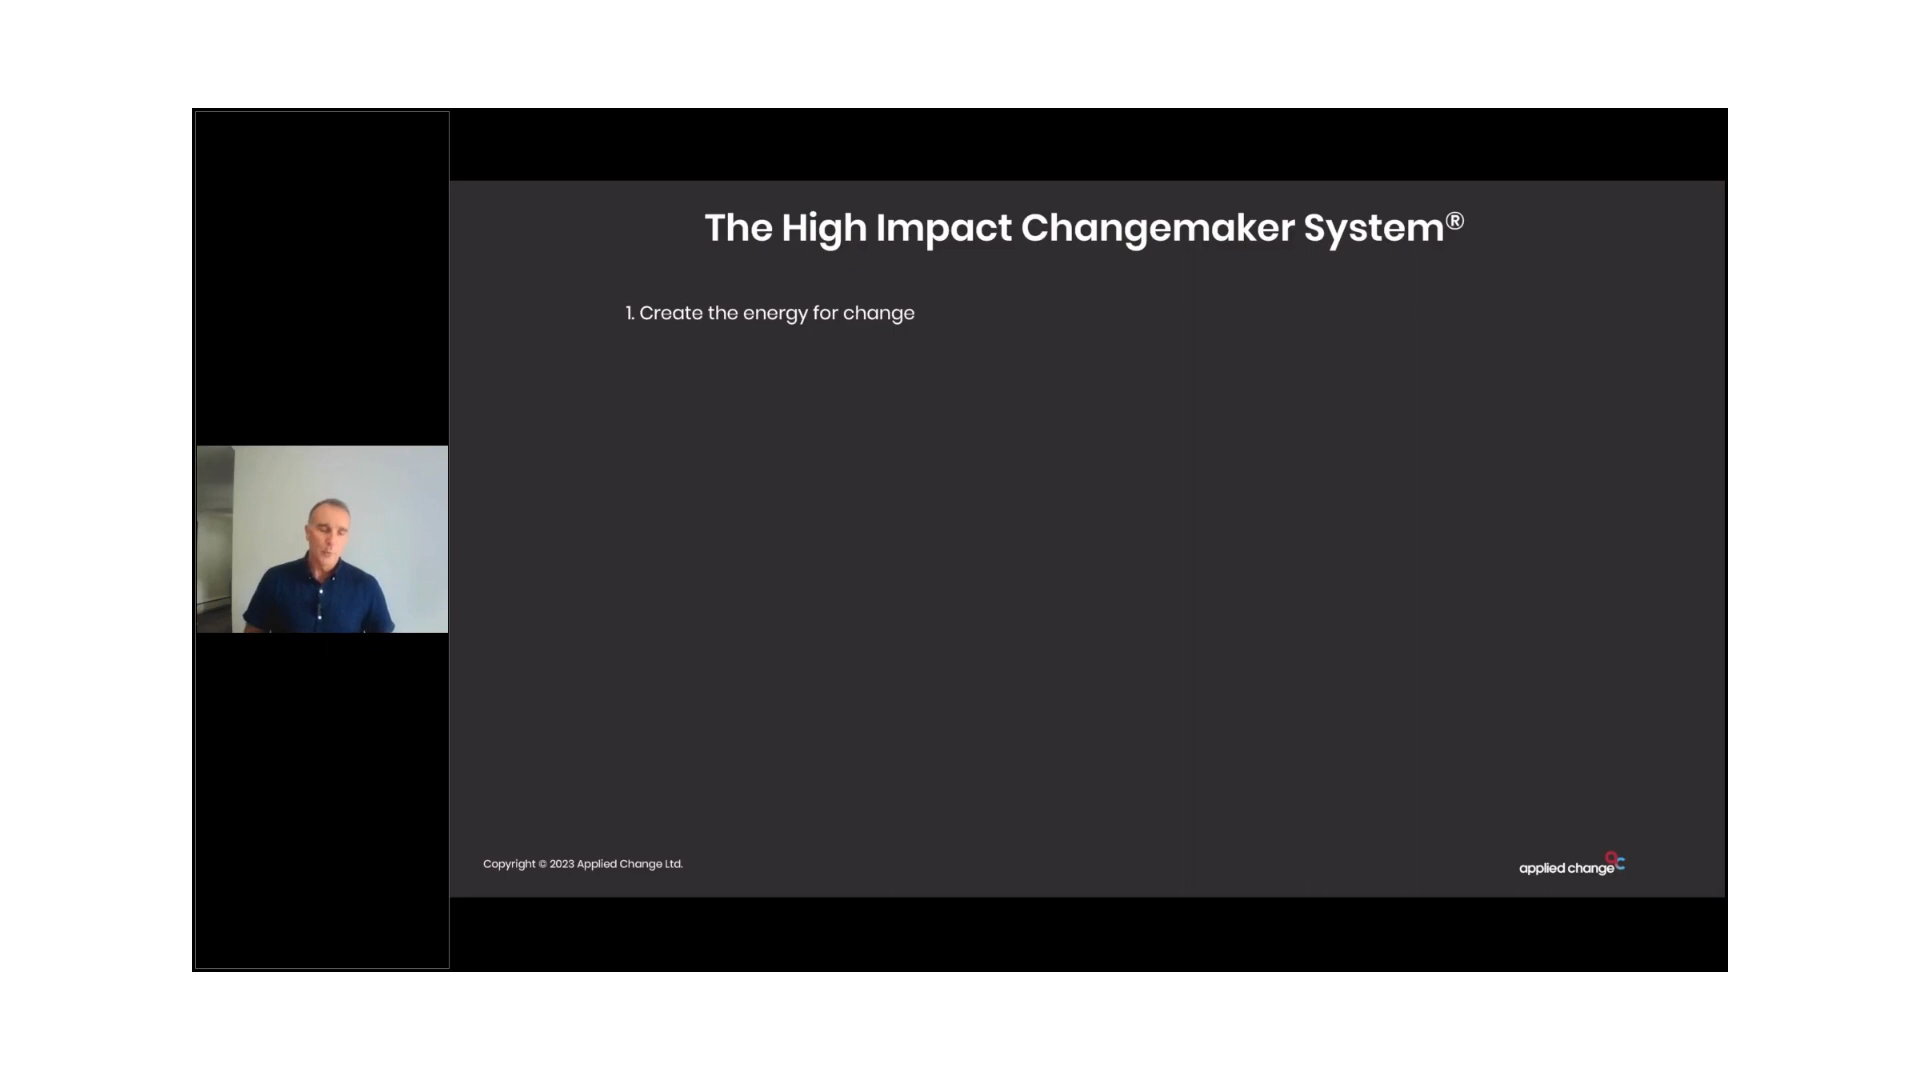 The High Impact Changemaker System®
1. Create the energy for change
Copyright © 2023 Applied Change Ltd.
applied change